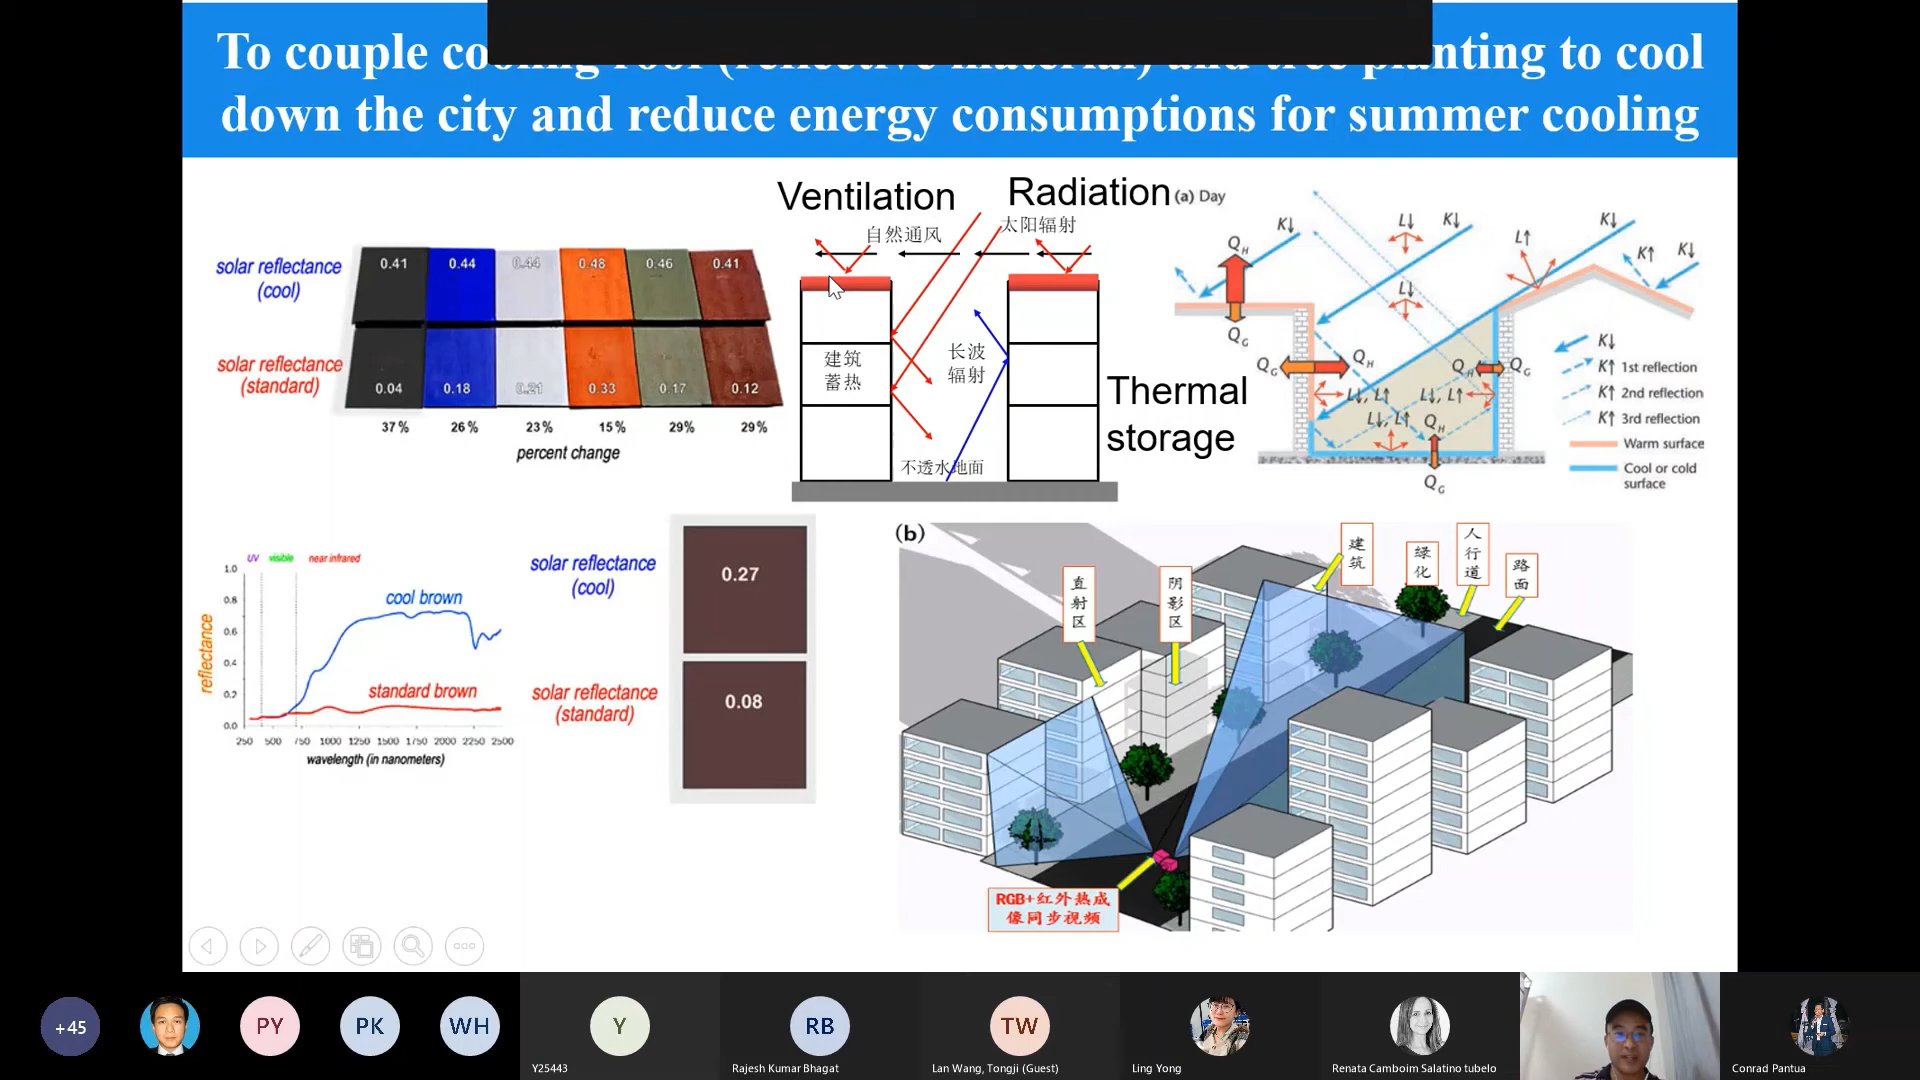 To couple cooling roof (reflective material) and tree planting to cool
down the city and reduce energy consumptions for summer cooling
solar reflectance
(cool)
0.41 0.44 0.44 0.48 0.46 0.41
solar reflectance
(standard)
0.04 0.18 0.21 0.33 0.17 0.12
37% 26% 23% 15% 29% 29%
percent change
Ventilation
Radiation
自然通风
太阳辐射
建筑
蓄热
长波
辐射
不透水地面
Thermal
storage
(a) Day
K↓ L↓ K↓ L↑ K↓ K↑ K↓
Q_H
L↓
Q_G
Q_G Q_H Q_H Q_G
L↓, L↑ L↓, L↑
L↓, L↑ Q_H
Q_G
K↓
K↑ 1st reflection
K↑ 2nd reflection
K↑ 3rd reflection
Warm surface
Cool or cold
surface
UV visible near infrared
reflectance
1.0
0.8
0.6
0.4
0.2
0.0
cool brown
standard brown
250 500 750 1000 1250 1500 1750 2000 2250 2500
wavelength (in nanometers)
solar reflectance
(cool)
0.27
solar reflectance
(standard)
0.08
(b)
直射区
阴影区
建筑
绿化
人行道
路面
RGB+红外热成
像同步视频
+45
PY
PK
WH
Y
Y25443
RB
Rajesh Kumar Bhagat
TW
Lan Wang, Tongji (Guest)
Ling Yong
Renata Camboim Salatino tubelo
Conrad Pantua